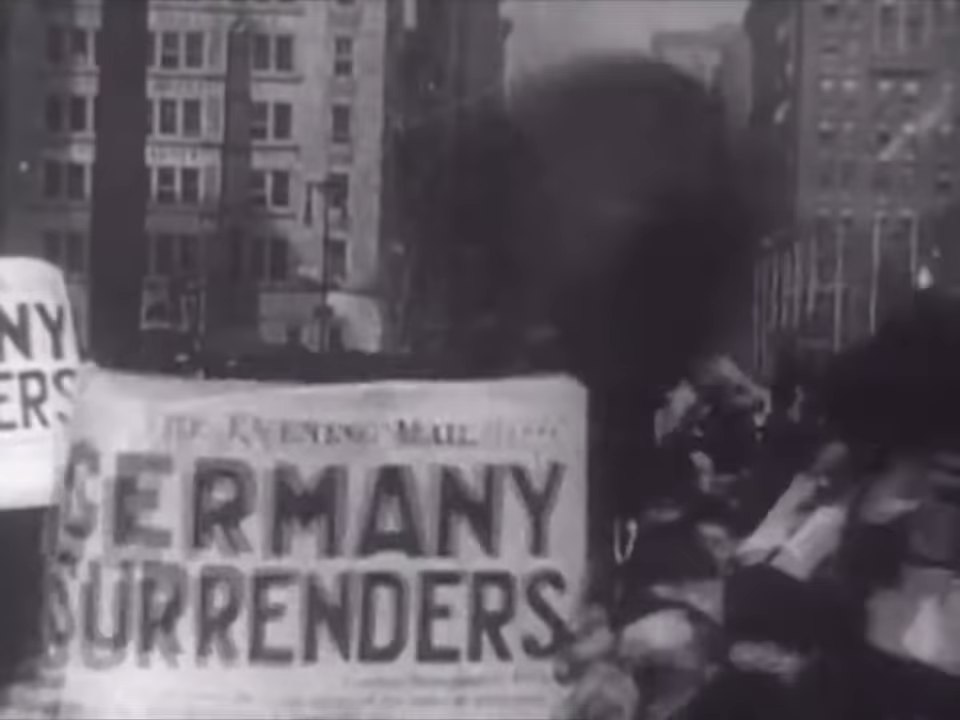 NY
ERS
THE EVENING MAIL
GERMANY
SURRENDERS